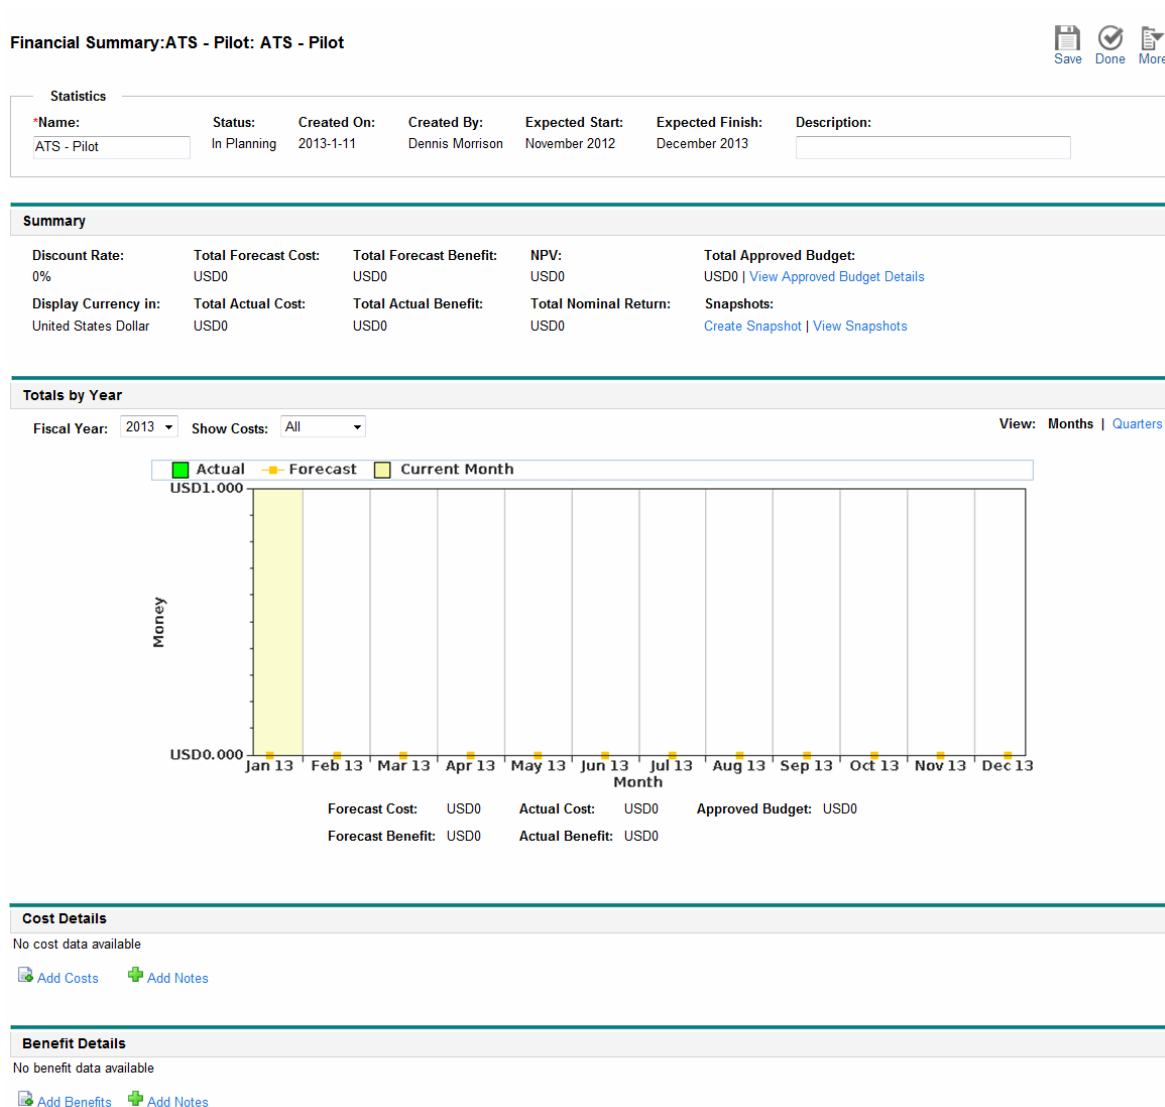 Financial Summary:ATS - Pilot: ATS - Pilot
Save Done More
Statistics
*Name: Status: Created On: Created By: Expected Start: Expected Finish: Description:
ATS - Pilot In Planning 2013-1-11 Dennis Morrison November 2012 December 2013
Summary
Discount Rate: Total Forecast Cost: Total Forecast Benefit: NPV: Total Approved Budget:
0% USD0 USD0 USD0 USD0 | View Approved Budget Details
Display Currency in: Total Actual Cost: Total Actual Benefit: Total Nominal Return: Snapshots:
United States Dollar USD0 USD0 USD0 Create Snapshot | View Snapshots
Totals by Year
Fiscal Year: 2013 Show Costs: All View: Months | Quarters
Actual Forecast Current Month
USD1.000
Money
USD0.000
Jan 13 Feb 13 Mar 13 Apr 13 May 13 Jun 13 Jul 13 Aug 13 Sep 13 Oct 13 Nov 13 Dec 13
Month
Forecast Cost: USD0 Actual Cost: USD0 Approved Budget: USD0
Forecast Benefit: USD0 Actual Benefit: USD0
Cost Details
No cost data available
Add Costs Add Notes
Benefit Details
No benefit data available
Add Benefits Add Notes